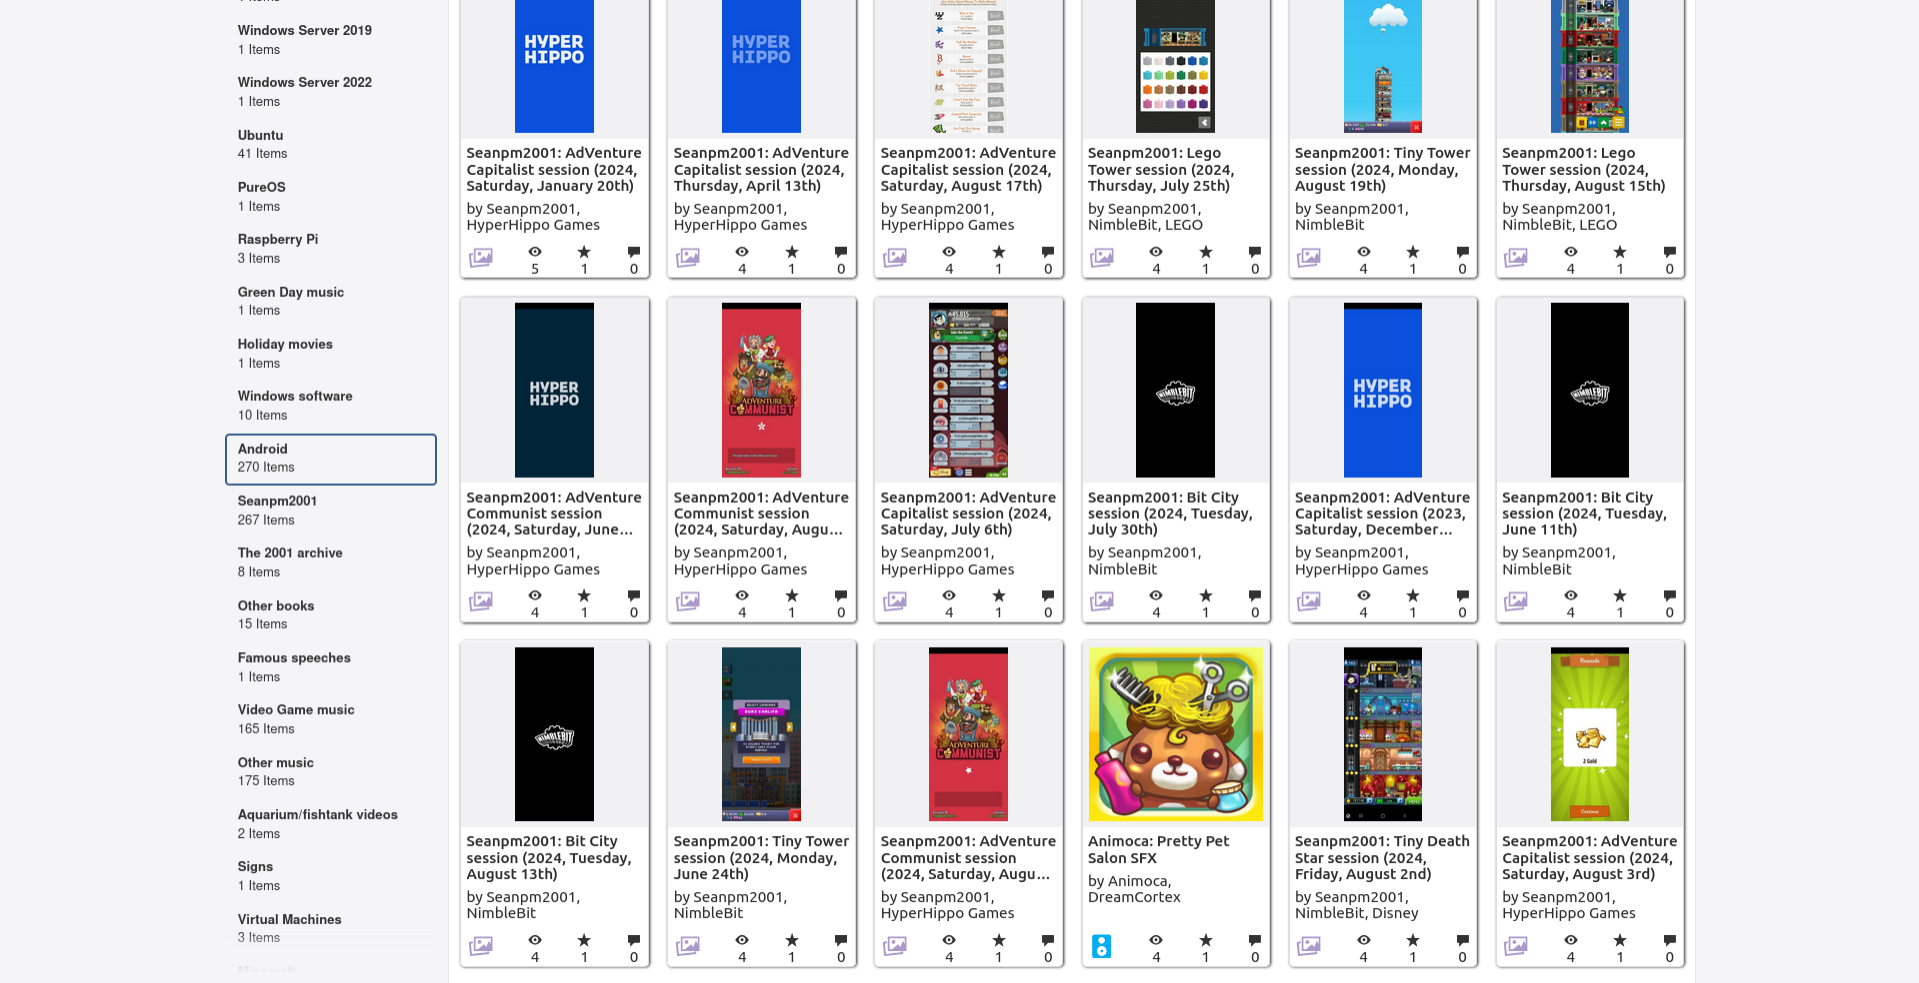 Windows Server 2019
1 Items
Windows Server 2022
1 Items
Ubuntu
41 Items
PureOS
1 Items
Raspberry Pi
3 Items
Green Day music
1 Items
Holiday movies
1 Items
Windows software
10 Items
Android
270 Items
Seanpm2001
267 Items
The 2001 archive
8 Items
Other books
15 Items
Famous speeches
1 Items
Video Game music
165 Items
Other music
175 Items
Aquarium/fishtank videos
2 Items
Signs
1 Items
Virtual Machines
3 Items
HYPER
HIPPO
Seanpm2001: AdVenture
Capitalist session (2024,
Saturday, January 20th)
by Seanpm2001,
HyperHippo Games
5
1
0
HYPER
HIPPO
Seanpm2001: AdVenture
Capitalist session (2024,
Thursday, April 13th)
by Seanpm2001,
HyperHippo Games
4
1
0
Seanpm2001: AdVenture
Capitalist session (2024,
Saturday, August 17th)
by Seanpm2001,
HyperHippo Games
4
1
0
Seanpm2001: Lego
Tower session (2024,
Thursday, July 25th)
by Seanpm2001,
NimbleBit, LEGO
4
1
0
Seanpm2001: Tiny Tower
session (2024, Monday,
August 19th)
by Seanpm2001,
NimbleBit
4
1
0
Seanpm2001: Lego
Tower session (2024,
Thursday, August 15th)
by Seanpm2001,
NimbleBit, LEGO
4
1
0
HYPER
HIPPO
Seanpm2001: AdVenture
Communist session
(2024, Saturday, June...
by Seanpm2001,
HyperHippo Games
4
1
0
ADVENTURE
COMMUNIST
Seanpm2001: AdVenture
Communist session
(2024, Saturday, Augu...
by Seanpm2001,
HyperHippo Games
4
1
0
Seanpm2001: AdVenture
Capitalist session (2024,
Saturday, July 6th)
by Seanpm2001,
HyperHippo Games
4
1
0
NIMBLEBIT
Seanpm2001: Bit City
session (2024, Tuesday,
July 30th)
by Seanpm2001,
NimbleBit
4
1
0
HYPER
HIPPO
Seanpm2001: AdVenture
Capitalist session (2023,
Saturday, December...
by Seanpm2001,
HyperHippo Games
4
1
0
NIMBLEBIT
Seanpm2001: Bit City
session (2024, Tuesday,
June 11th)
by Seanpm2001,
NimbleBit
4
1
0
NIMBLEBIT
Seanpm2001: Bit City
session (2024, Tuesday,
August 13th)
by Seanpm2001,
NimbleBit
4
1
0
Seanpm2001: Tiny Tower
session (2024, Monday,
June 24th)
by Seanpm2001,
NimbleBit
4
1
0
ADVENTURE
COMMUNIST
Seanpm2001: AdVenture
Communist session
(2024, Saturday, Augu...
by Seanpm2001,
HyperHippo Games
4
1
0
Animoca: Pretty Pet
Salon SFX
by Animoca,
DreamCortex
4
1
0
Seanpm2001: Tiny Death
Star session (2024,
Friday, August 2nd)
by Seanpm2001,
NimbleBit, Disney
4
1
0
Rewards
2 Gold
Continue
Seanpm2001: AdVenture
Capitalist session (2024,
Saturday, August 3rd)
by Seanpm2001,
HyperHippo Games
4
1
0